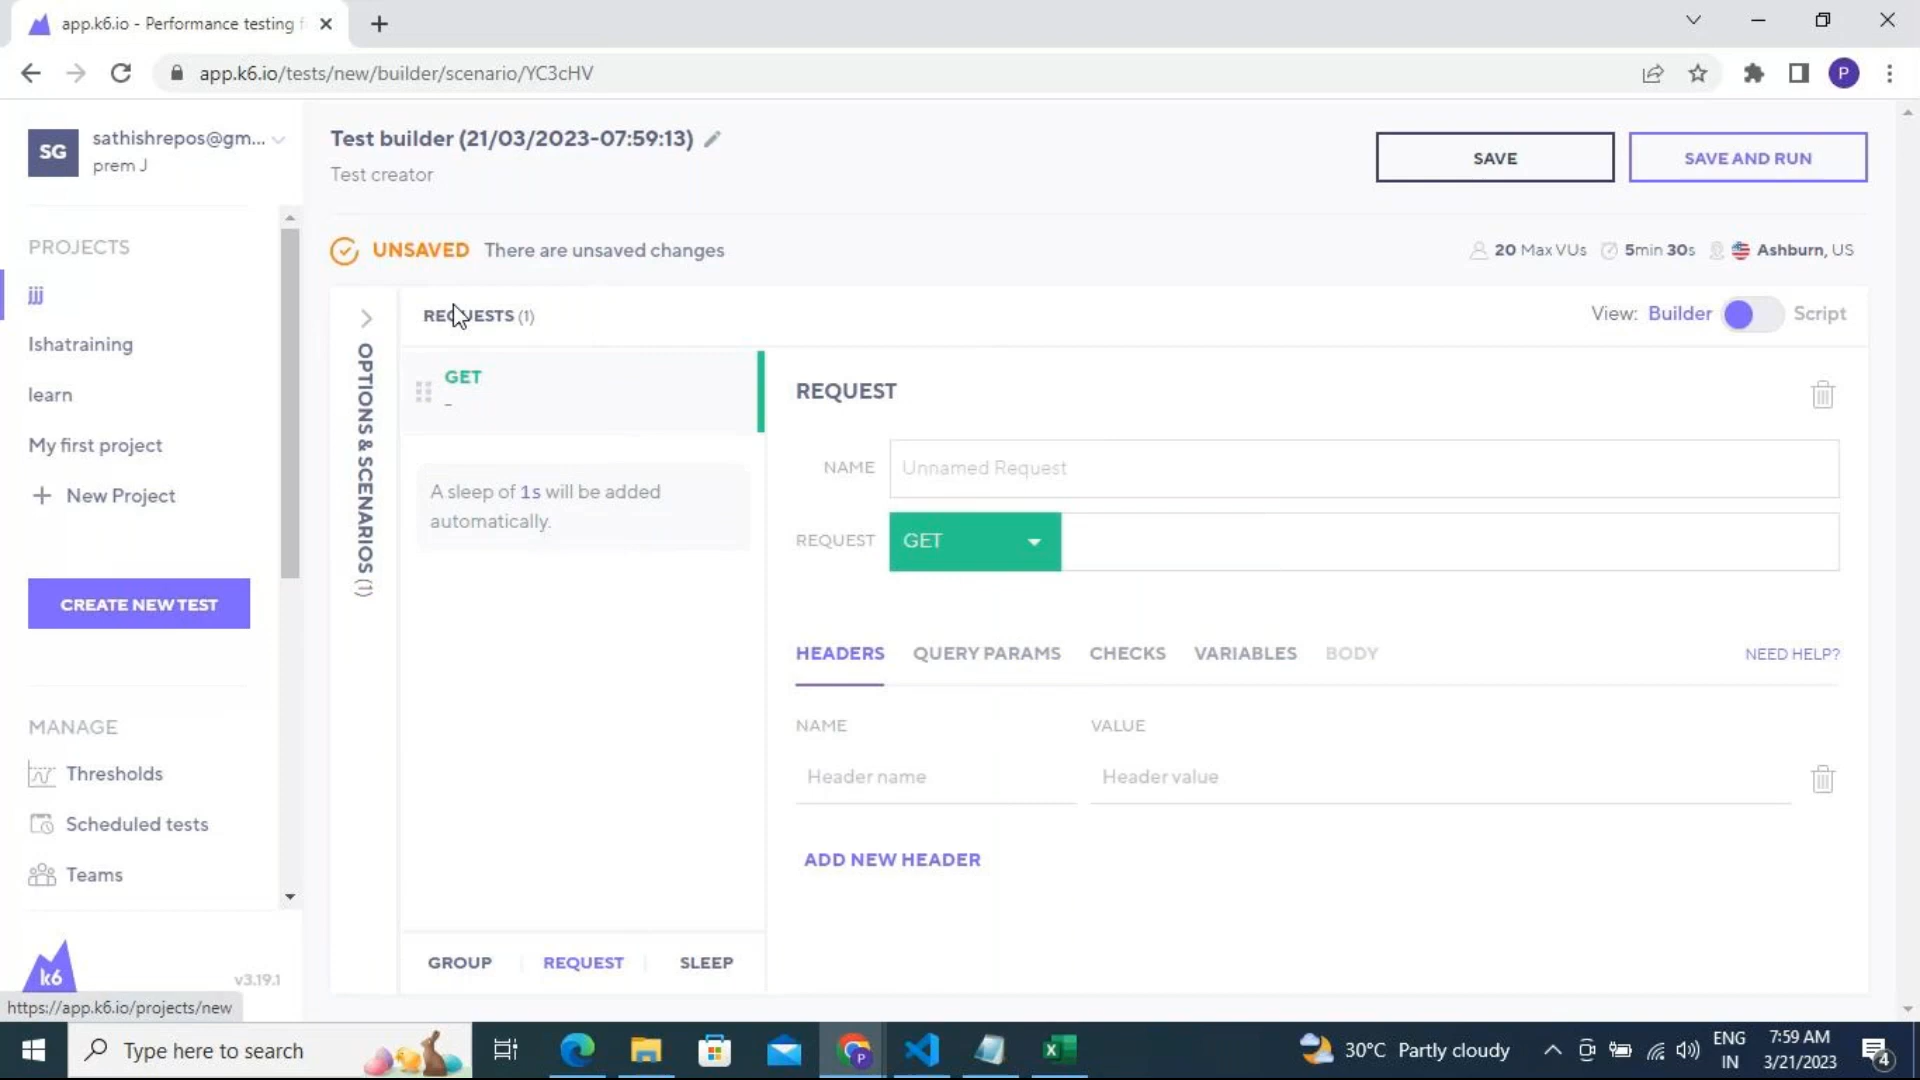 app.k6.io - Performance testing f
app.k6.io/tests/new/builder/scenario/YC3cHV
P
SG
sathishrepos@gm...
prem J
PROJECTS
jjj
Ishatraining
learn
My first project
+ New Project
CREATE NEW TEST
MANAGE
Thresholds
Scheduled tests
Teams
k6
v3.19.1
https://app.k6.io/projects/new
Test builder (21/03/2023-07:59:13)
Test creator
SAVE
SAVE AND RUN
UNSAVED There are unsaved changes
20 Max VUs 5min 30s Ashburn, US
OPTIONS & SCENARIOS (1)
REQUESTS (1)
View: Builder Script
GET
-
A sleep of 1s will be added
automatically.
GROUP REQUEST SLEEP
REQUEST
NAME Unnamed Request
REQUEST GET
HEADERS QUERY PARAMS CHECKS VARIABLES BODY NEED HELP?
NAME VALUE
Header name Header value
ADD NEW HEADER
Type here to search
P
30°C Partly cloudy
ENG
IN
7:59 AM
3/21/2023
4